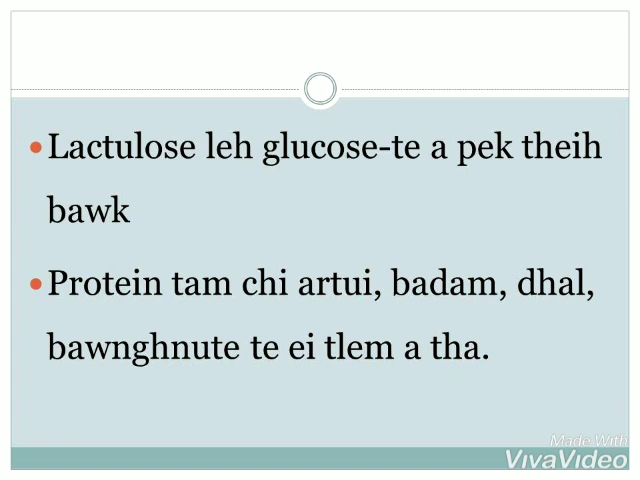 Lactulose leh glucose-te a pek theih
bawk
Protein tam chi artui, badam, dhal,
bawnghnute te ei tlem a tha.
Made With
VivaVideo